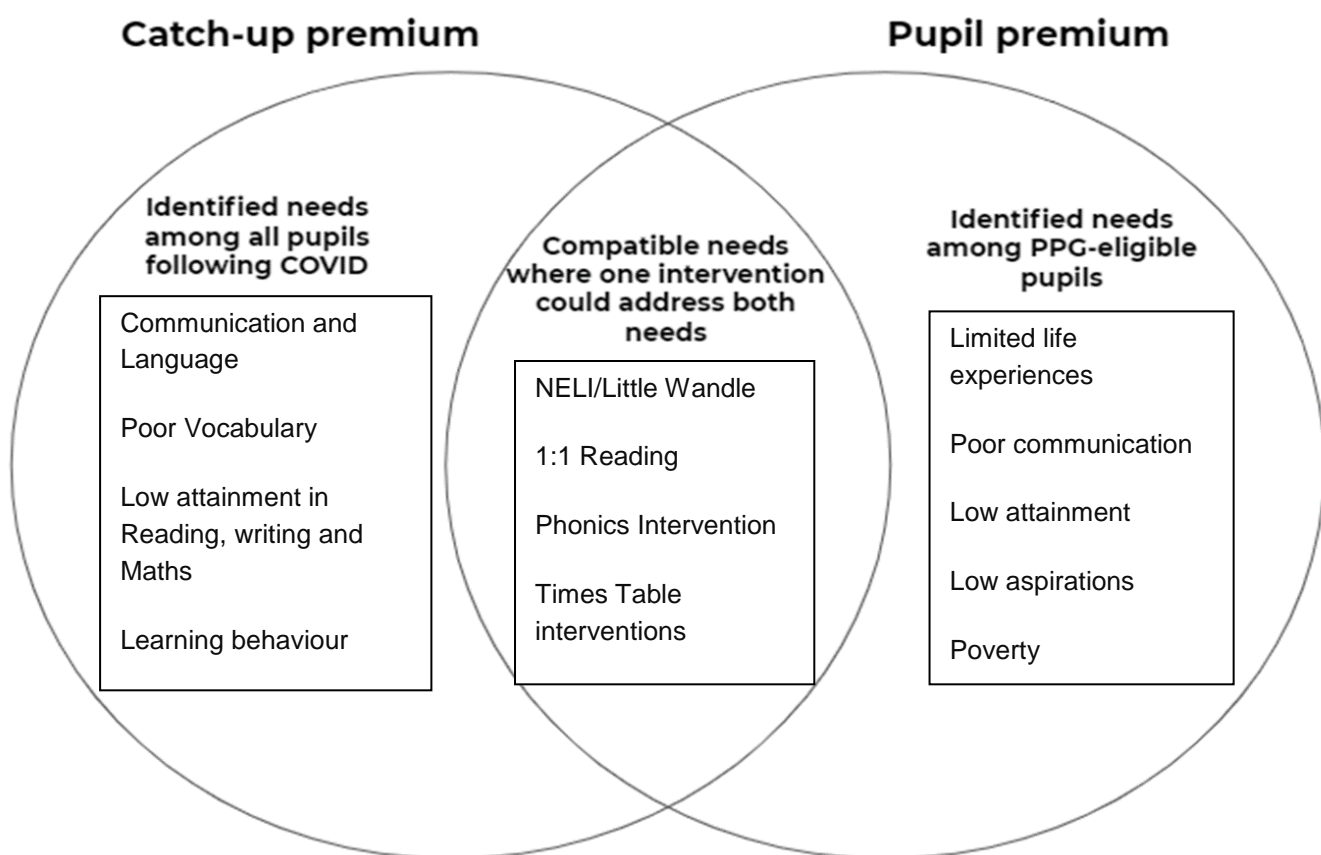 Catch-up premium
Pupil premium
Identified needs
among all pupils
following COVID
Communication and
Language
Poor Vocabulary
Low attainment in
Reading, writing and
Maths
Learning behaviour
Compatible needs
where one intervention
could address both
needs
NELI/Little Wandle
1:1 Reading
Phonics Intervention
Times Table
interventions
Identified needs
among PPG-eligible
pupils
Limited life
experiences
Poor communication
Low attainment
Low aspirations
Poverty